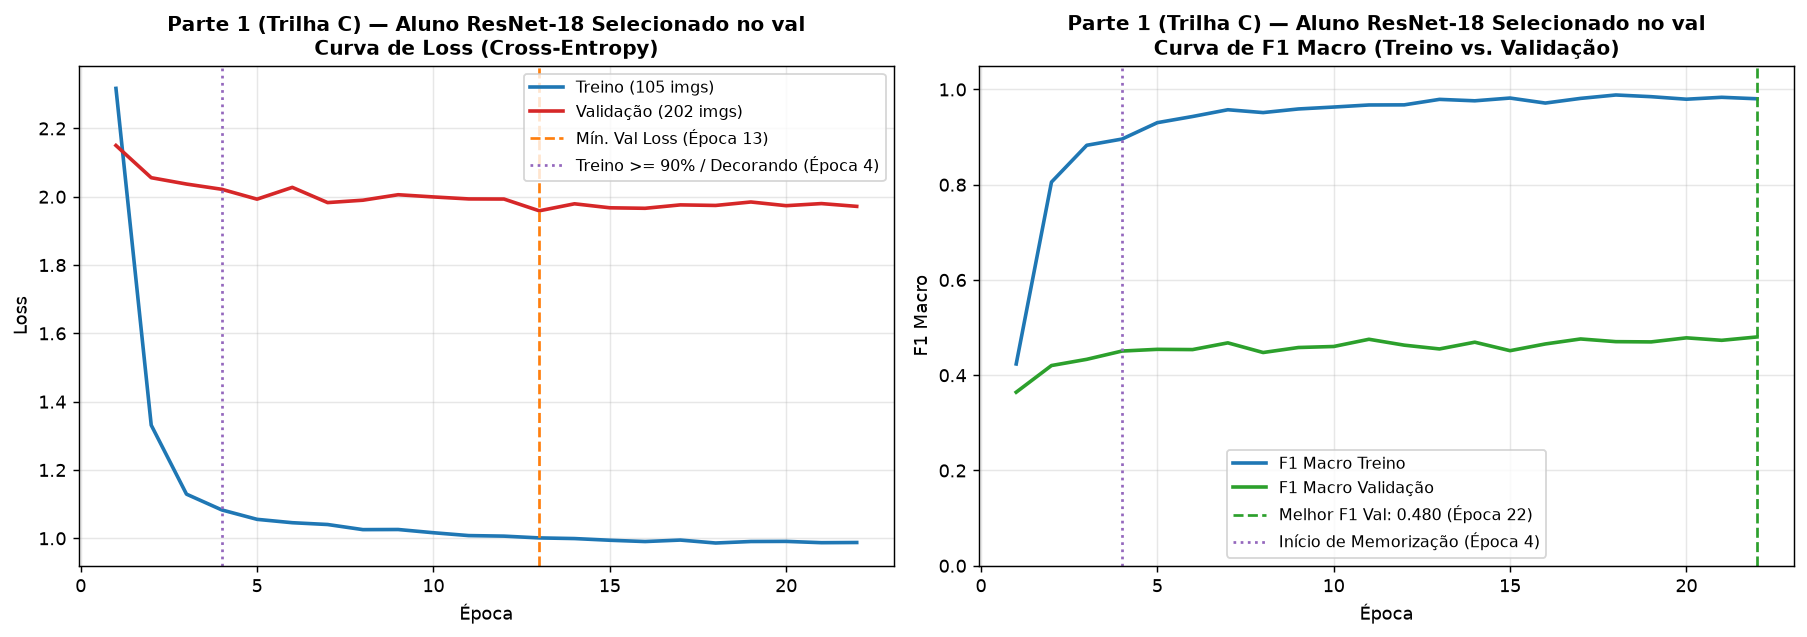 Parte 1 (Trilha C) — Aluno ResNet-18 Selecionado no val
Curva de Loss (Cross-Entropy)
Treino (105 imgs)
Validação (202 imgs)
Mín. Val Loss (Época 13)
Treino >= 90% / Decorando (Época 4)
Loss
2.2
2.0
1.8
1.6
1.4
1.2
1.0
0
5
10
15
20
Época
Parte 1 (Trilha C) — Aluno ResNet-18 Selecionado no val
Curva de F1 Macro (Treino vs. Validação)
F1 Macro
1.0
0.8
0.6
0.4
0.2
0.0
F1 Macro Treino
F1 Macro Validação
Melhor F1 Val: 0.480 (Época 22)
Início de Memorização (Época 4)
0
5
10
15
20
Época